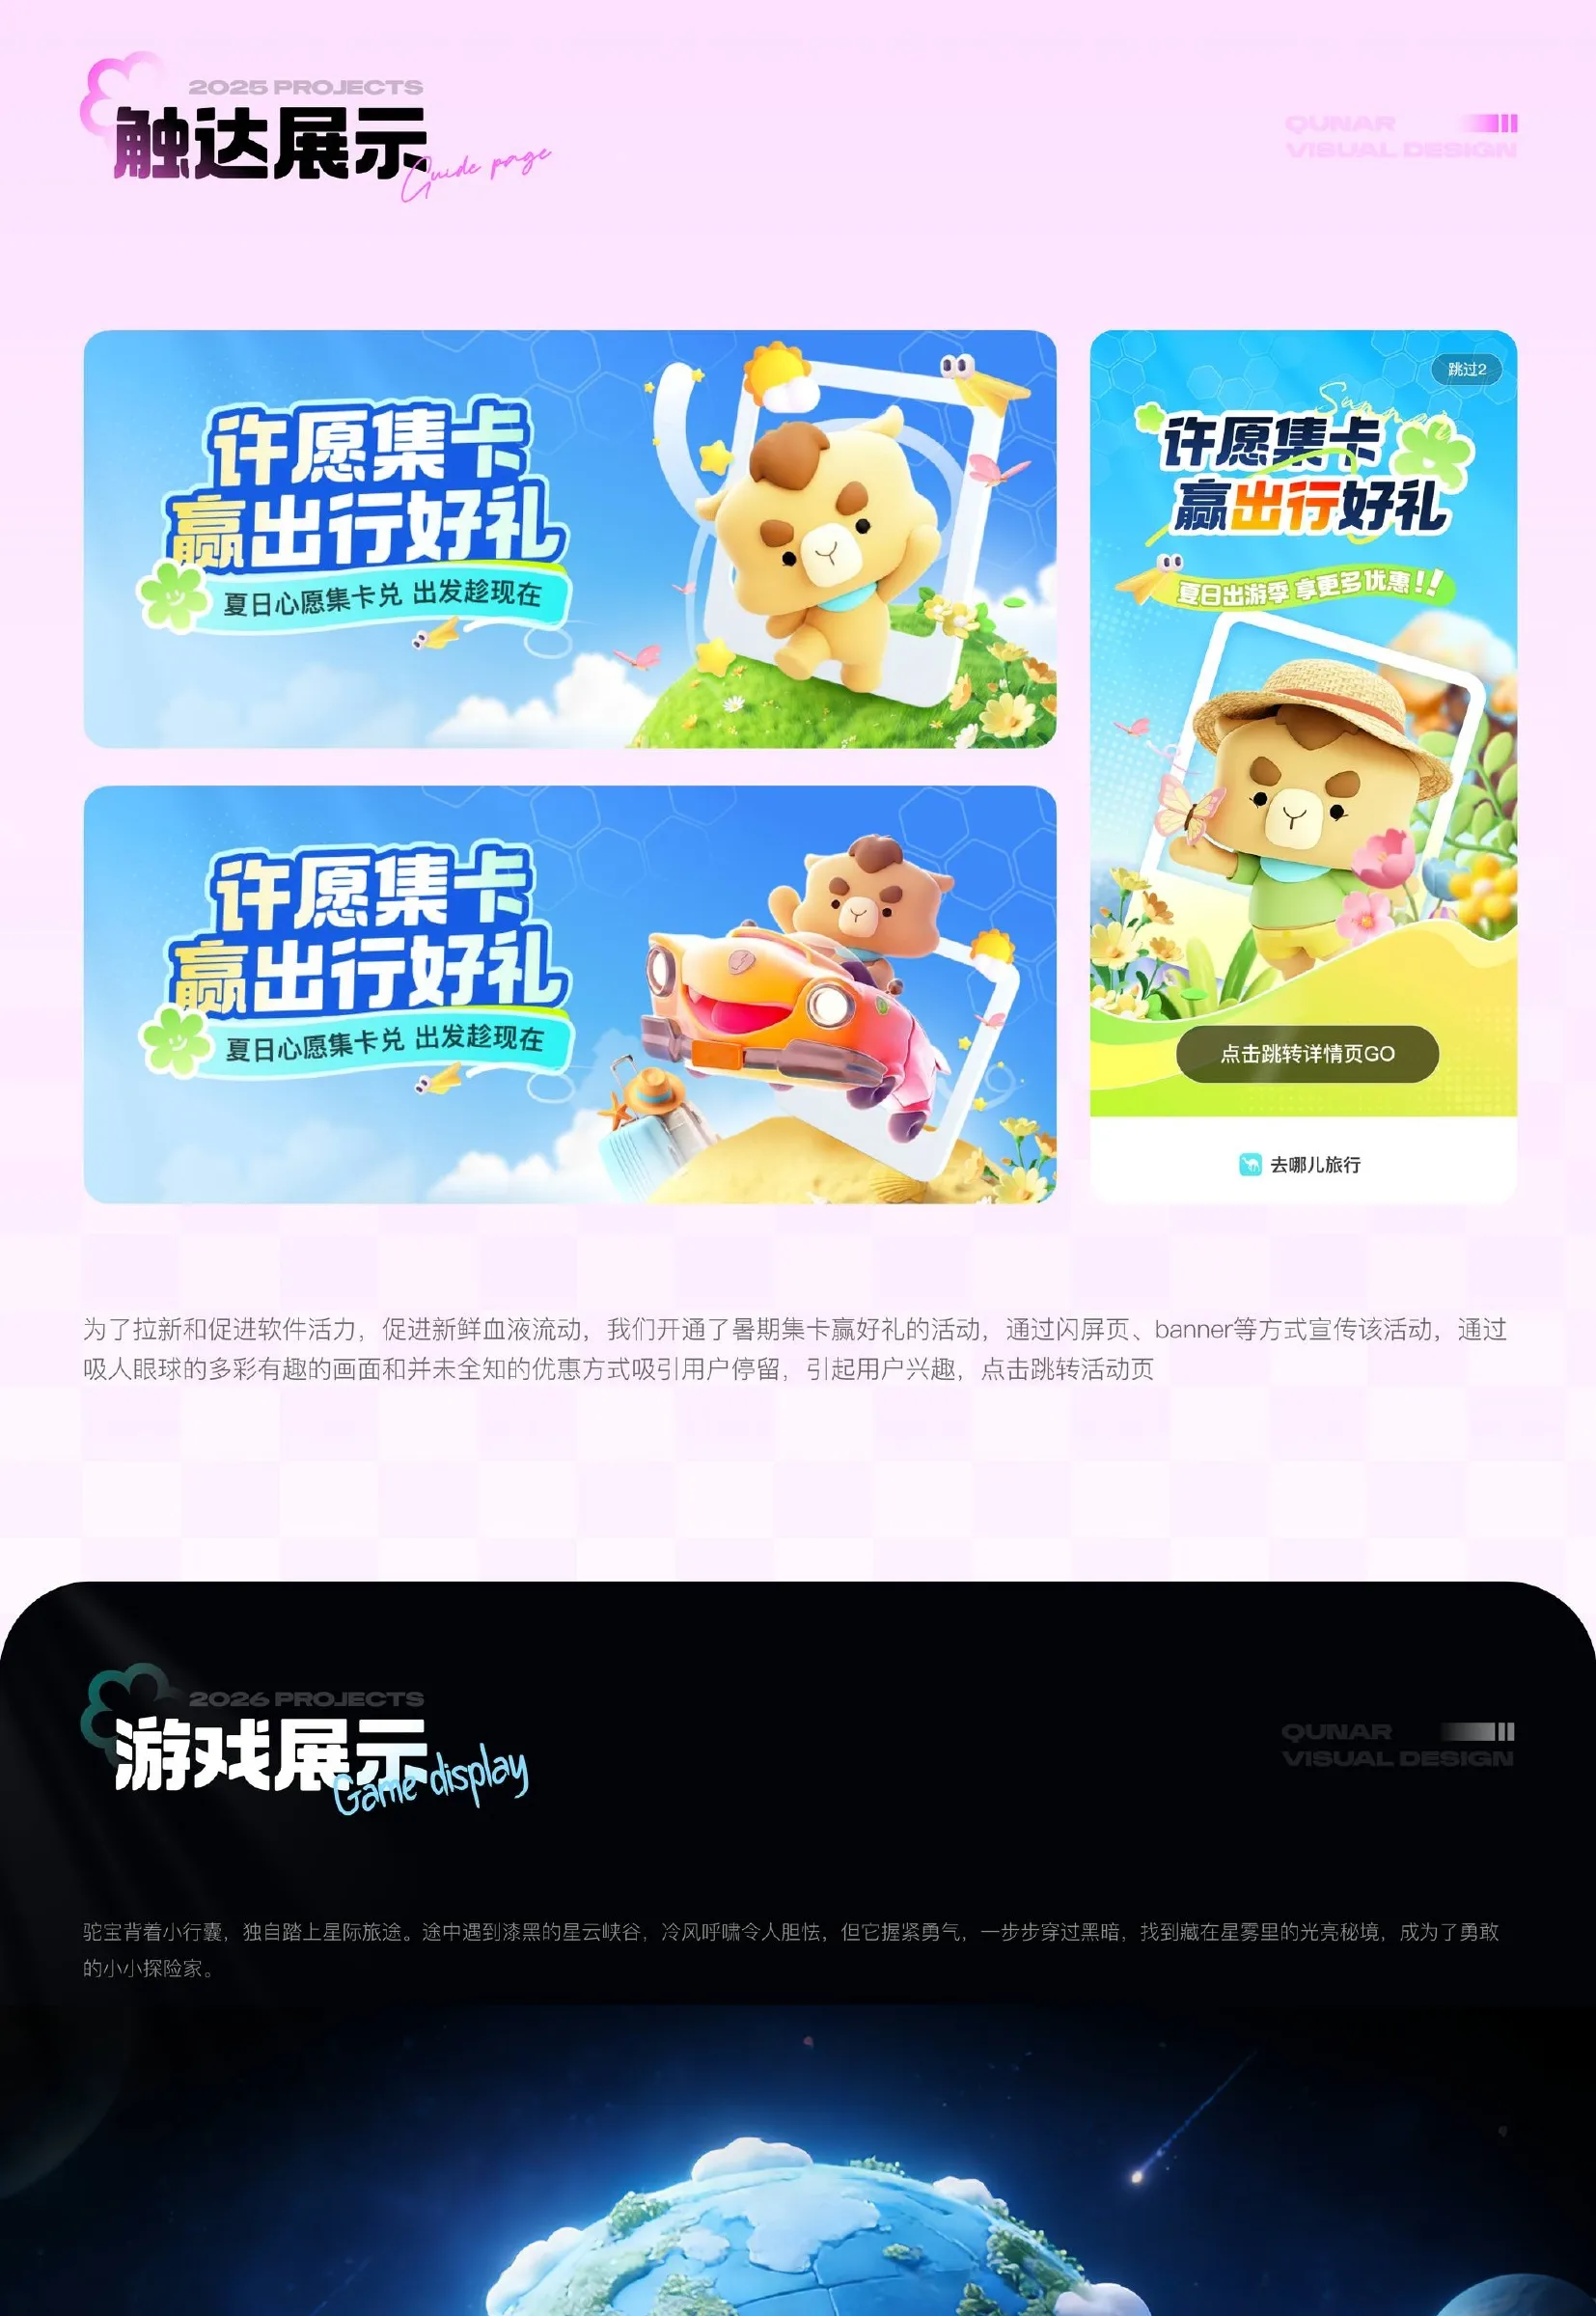 2025 PROJECTS
触达展示
Guide page
QUNAR
VISUAL DESIGN
许愿集卡
赢出行好礼
夏日心愿集卡兑 出发趁现在
跳过2
Summer
许愿集卡
赢出行好礼
夏日出游季 享更多优惠!!
许愿集卡
赢出行好礼
夏日心愿集卡兑 出发趁现在
点击跳转详情页GO
去哪儿旅行
为了拉新和促进软件活力，促进新鲜血液流动，我们开通了暑期集卡赢好礼的活动，通过闪屏页、banner等方式宣传该活动，通过
吸人眼球的多彩有趣的画面和并未全知的优惠方式吸引用户停留，引起用户兴趣，点击跳转活动页
2026 PROJECTS
游戏展示
Game display
QUNAR
VISUAL DESIGN
驼宝背着小行囊，独自踏上星际旅途。途中遇到漆黑的星云峡谷，冷风呼啸令人胆怯，但它握紧勇气，一步步穿过黑暗，找到藏在星雾里的光亮秘境，成为了勇敢
的小小探险家。